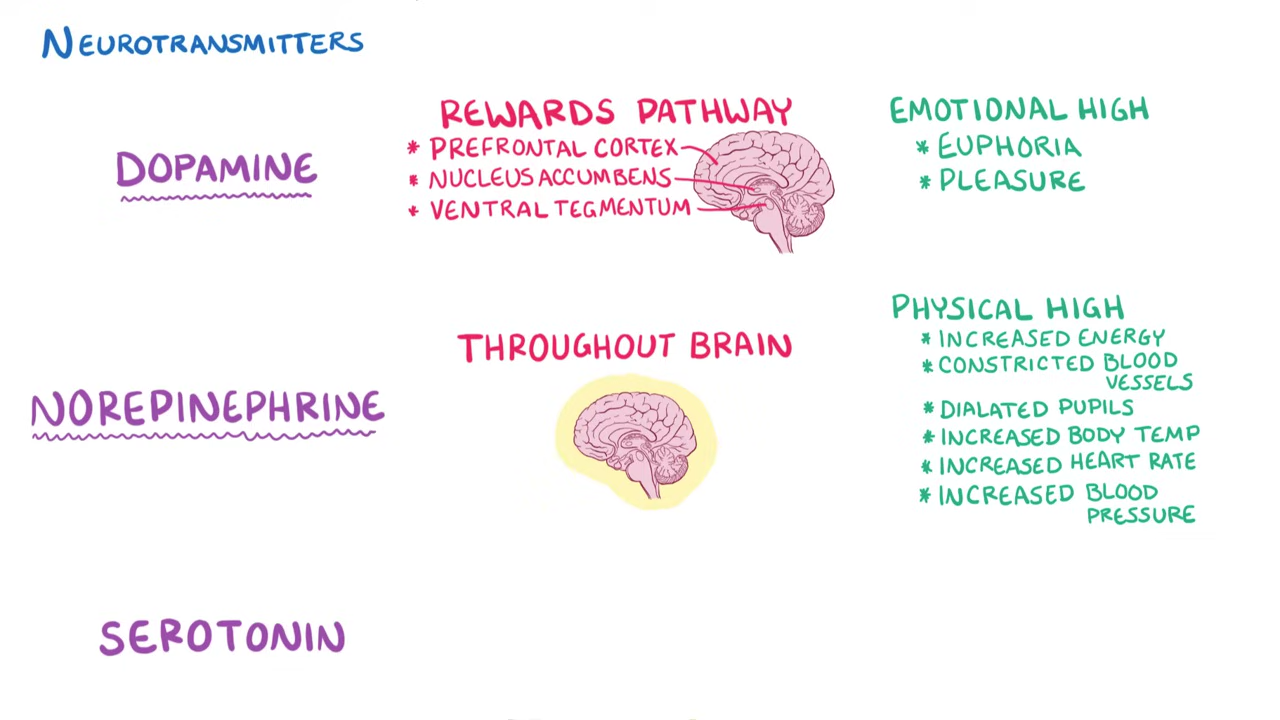 NEUROTRANSMITTERS
DOPAMINE
REWARDS PATHWAY
* PREFRONTAL CORTEX
* NUCLEUS ACCUMBENS
* VENTRAL TEGMENTUM
EMOTIONAL HIGH
* EUPHORIA
* PLEASURE
NOREPINEPHRINE
THROUGHOUT BRAIN
PHYSICAL HIGH
* INCREASED ENERGY
* CONSTRICTED BLOOD
VESSELS
* DIALATED PUPILS
* INCREASED BODY TEMP
* INCREASED HEART RATE
* INCREASED BLOOD
PRESSURE
SEROTONIN